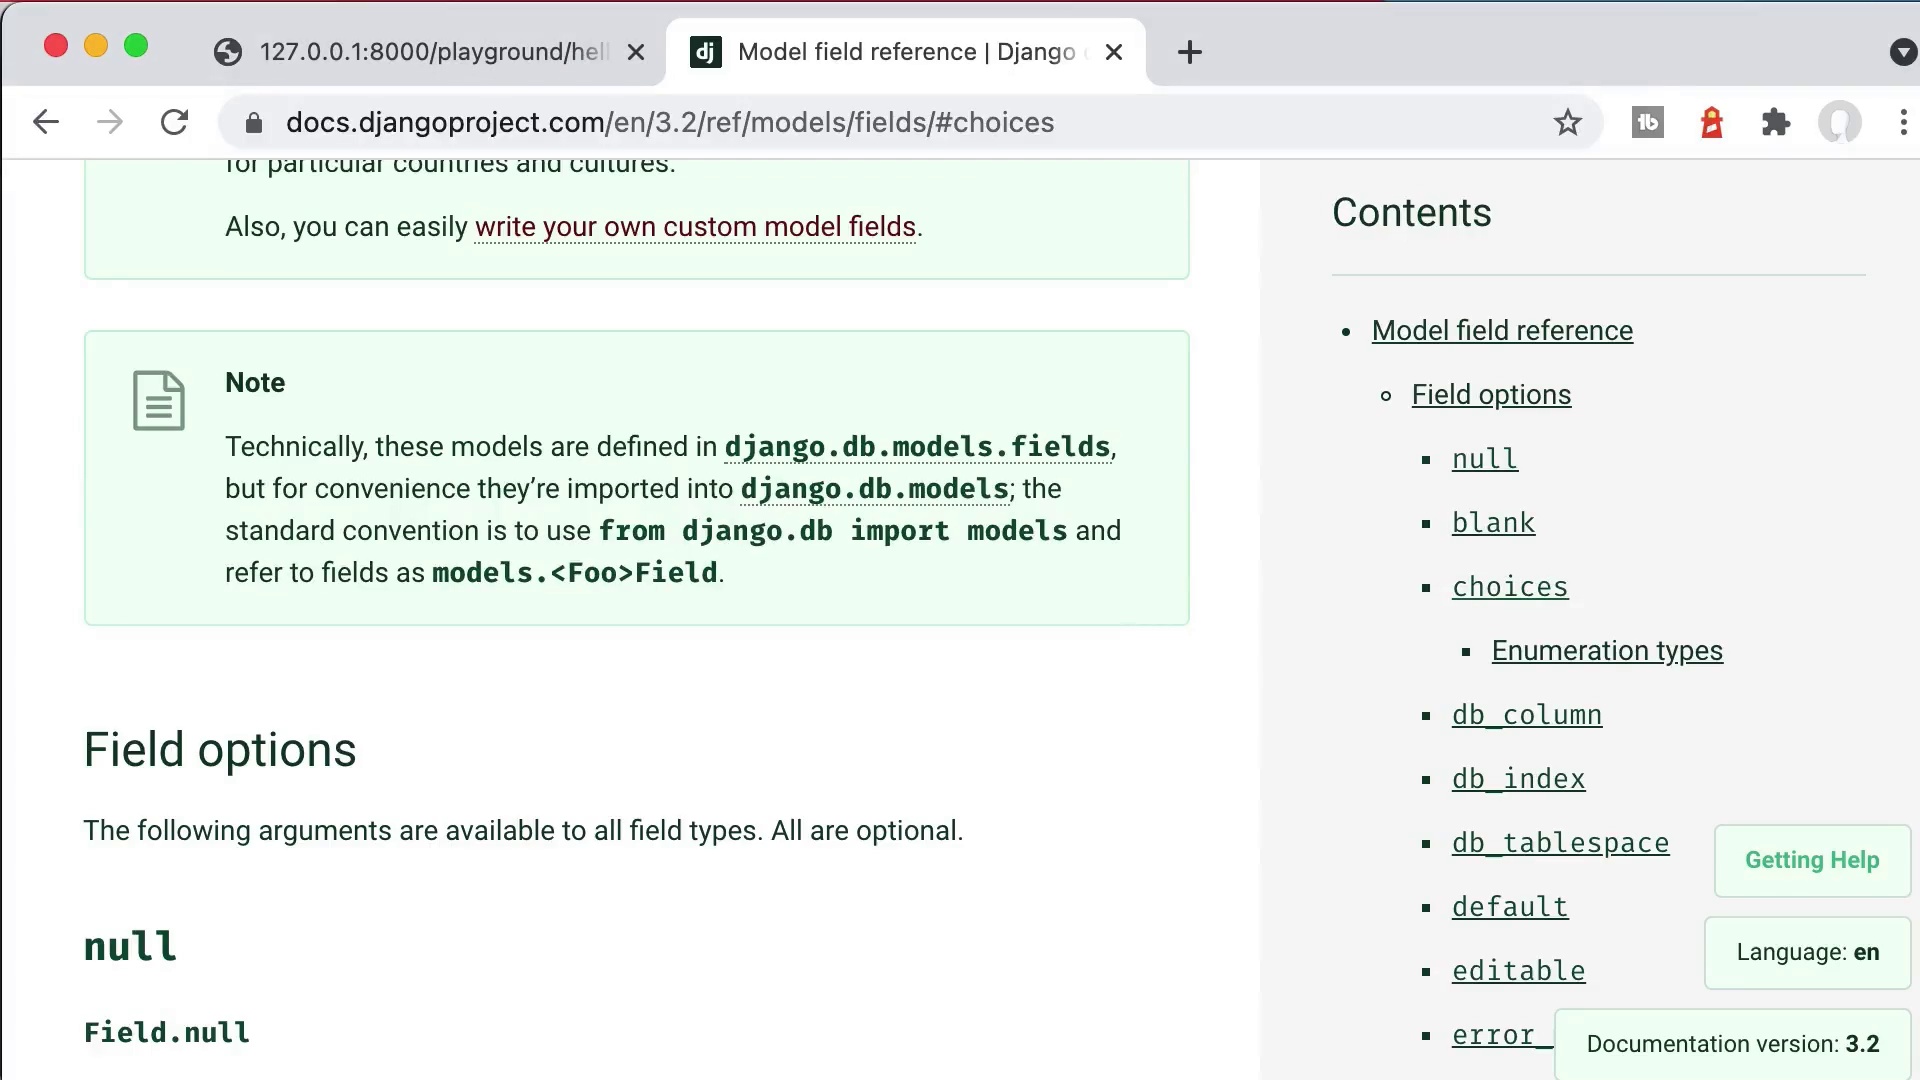 127.0.0.1:8000/playground/hell
Model field reference | Django
docs.djangoproject.com/en/3.2/ref/models/fields/#choices
for particular countries and cultures.
Also, you can easily write your own custom model fields.
Note
Technically, these models are defined in django.db.models.fields,
but for convenience they’re imported into django.db.models; the
standard convention is to use from django.db import models and
refer to fields as models.<Foo>Field.
Field options
The following arguments are available to all field types. All are optional.
null
Field.null
Contents
Model field reference
Field options
null
blank
choices
Enumeration types
db_column
db_index
db_tablespace
default
editable
error_
Getting Help
Language: en
Documentation version: 3.2